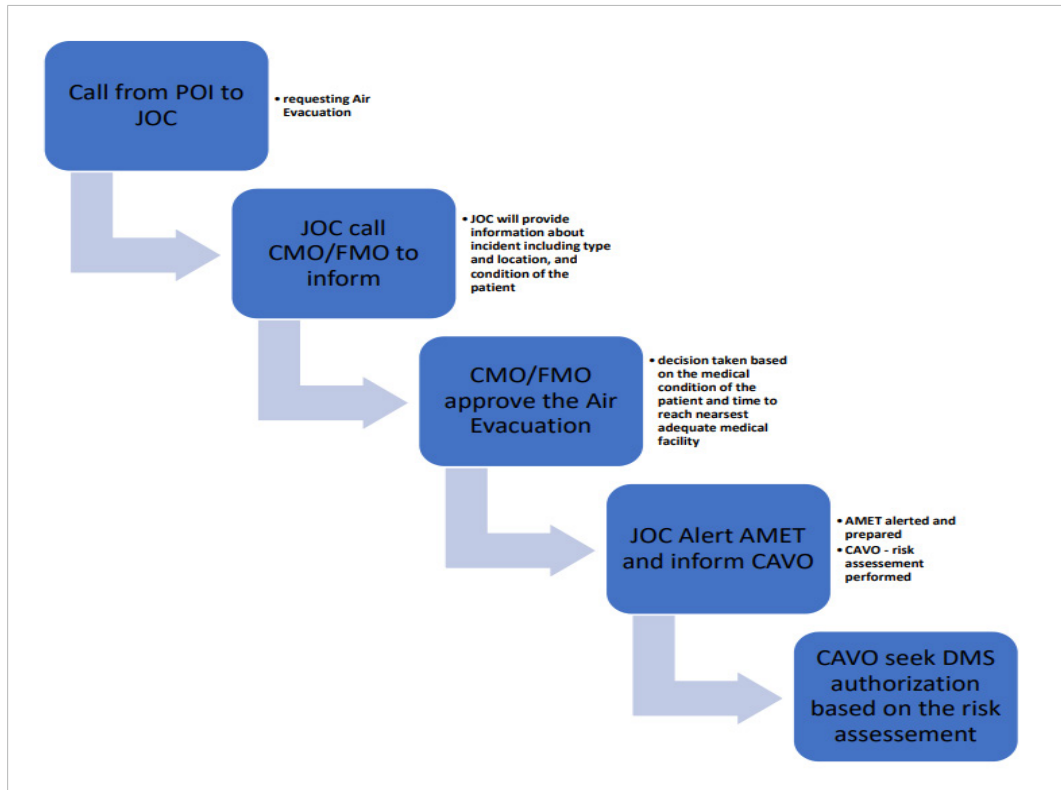 Call from POI to
JOC
• requesting Air
Evacuation
JOC call
CMO/FMO to
inform
• JOC will provide
information about
incident including type
and location, and
condition of the
patient
CMO/FMO
approve the Air
Evacuation
• decision taken based
on the medical
condition of the
patient and time to
reach nearsest
adequate medical
facility
JOC Alert AMET
and inform CAVO
• AMET alerted and
prepared
• CAVO - risk
assessement
performed
CAVO seek DMS
authorization
based on the risk
assessement